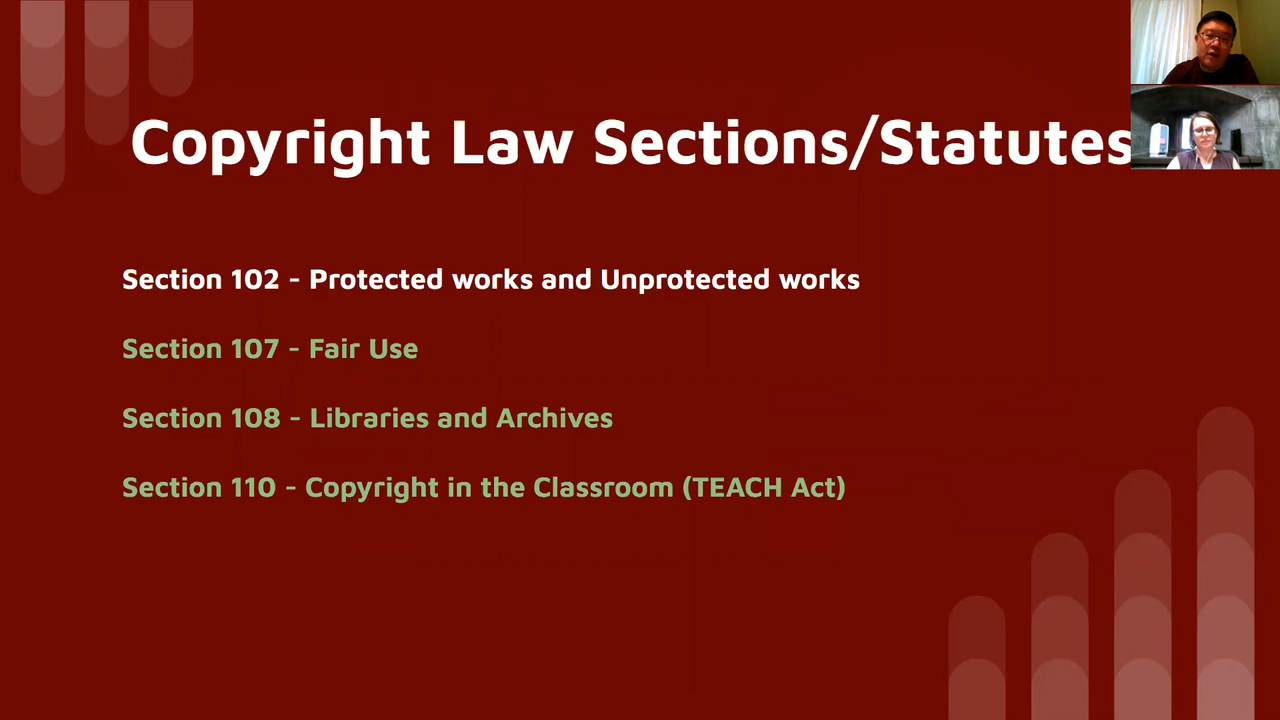 Copyright Law Sections/Statutes
Section 102 - Protected works and Unprotected works
Section 107 - Fair Use
Section 108 - Libraries and Archives
Section 110 - Copyright in the Classroom (TEACH Act)